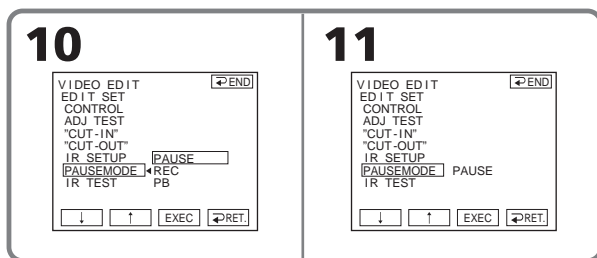 10
VIDEO EDIT ⮐END
EDIT SET
CONTROL
ADJ TEST
"CUT-IN"
"CUT-OUT"
IR SETUP PAUSE
PAUSEMODE ◂REC
IR TEST PB
↓ ↑ EXEC ⮐RET.
11
VIDEO EDIT ⮐END
EDIT SET
CONTROL
ADJ TEST
"CUT-IN"
"CUT-OUT"
IR SETUP
PAUSEMODE PAUSE
IR TEST
↓ ↑ EXEC ⮐RET.